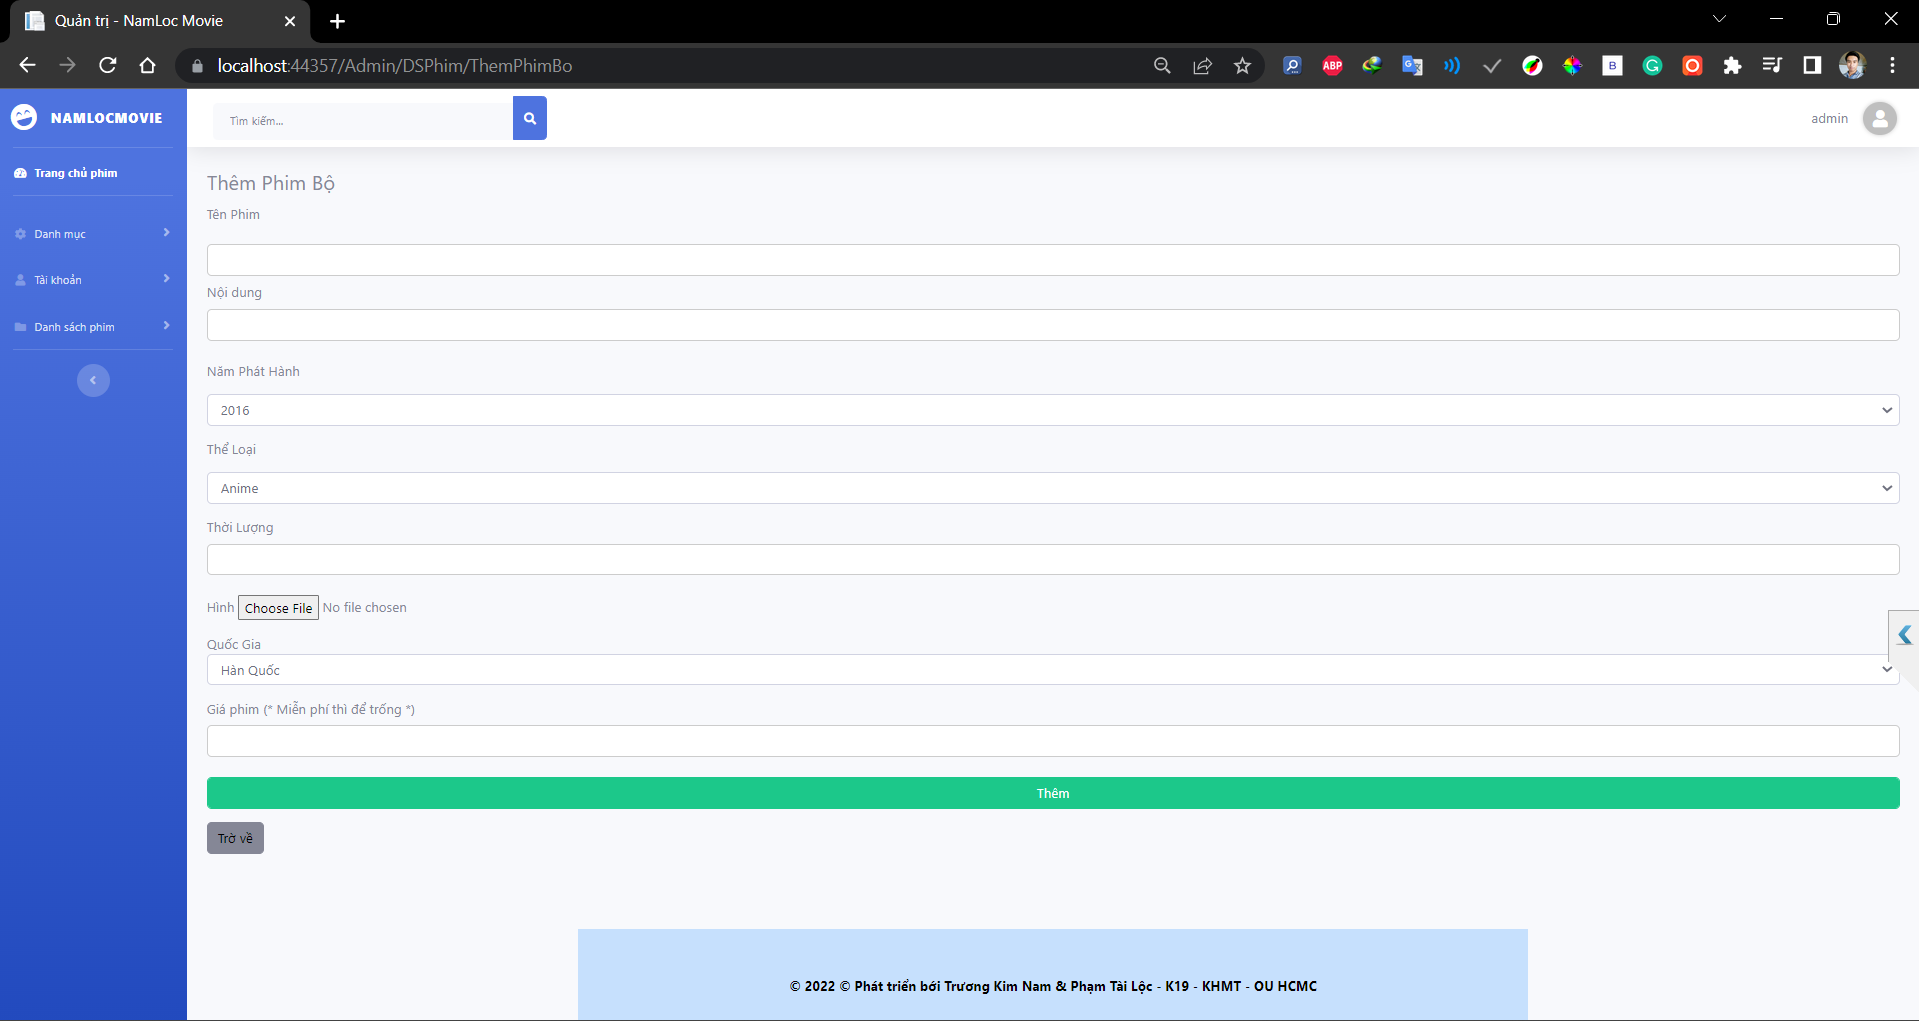 Quản trị - NamLoc Movie
localhost:44357/Admin/DSPhim/ThemPhimBo
ABP
B
NAMLOCMOVIE
Tìm kiếm...
admin
Trang chủ phim
Danh mục
Tài khoản
Danh sách phim
Thêm Phim Bộ
Tên Phim
Nội dung
Năm Phát Hành
2016
Thể Loại
Anime
Thời Lượng
Hình Choose File No file chosen
Quốc Gia
Hàn Quốc
Giá phim (* Miễn phí thì để trống *)
Thêm
Trở về
© 2022 © Phát triển bới Trương Kim Nam & Phạm Tài Lộc - K19 - KHMT - OU HCMC